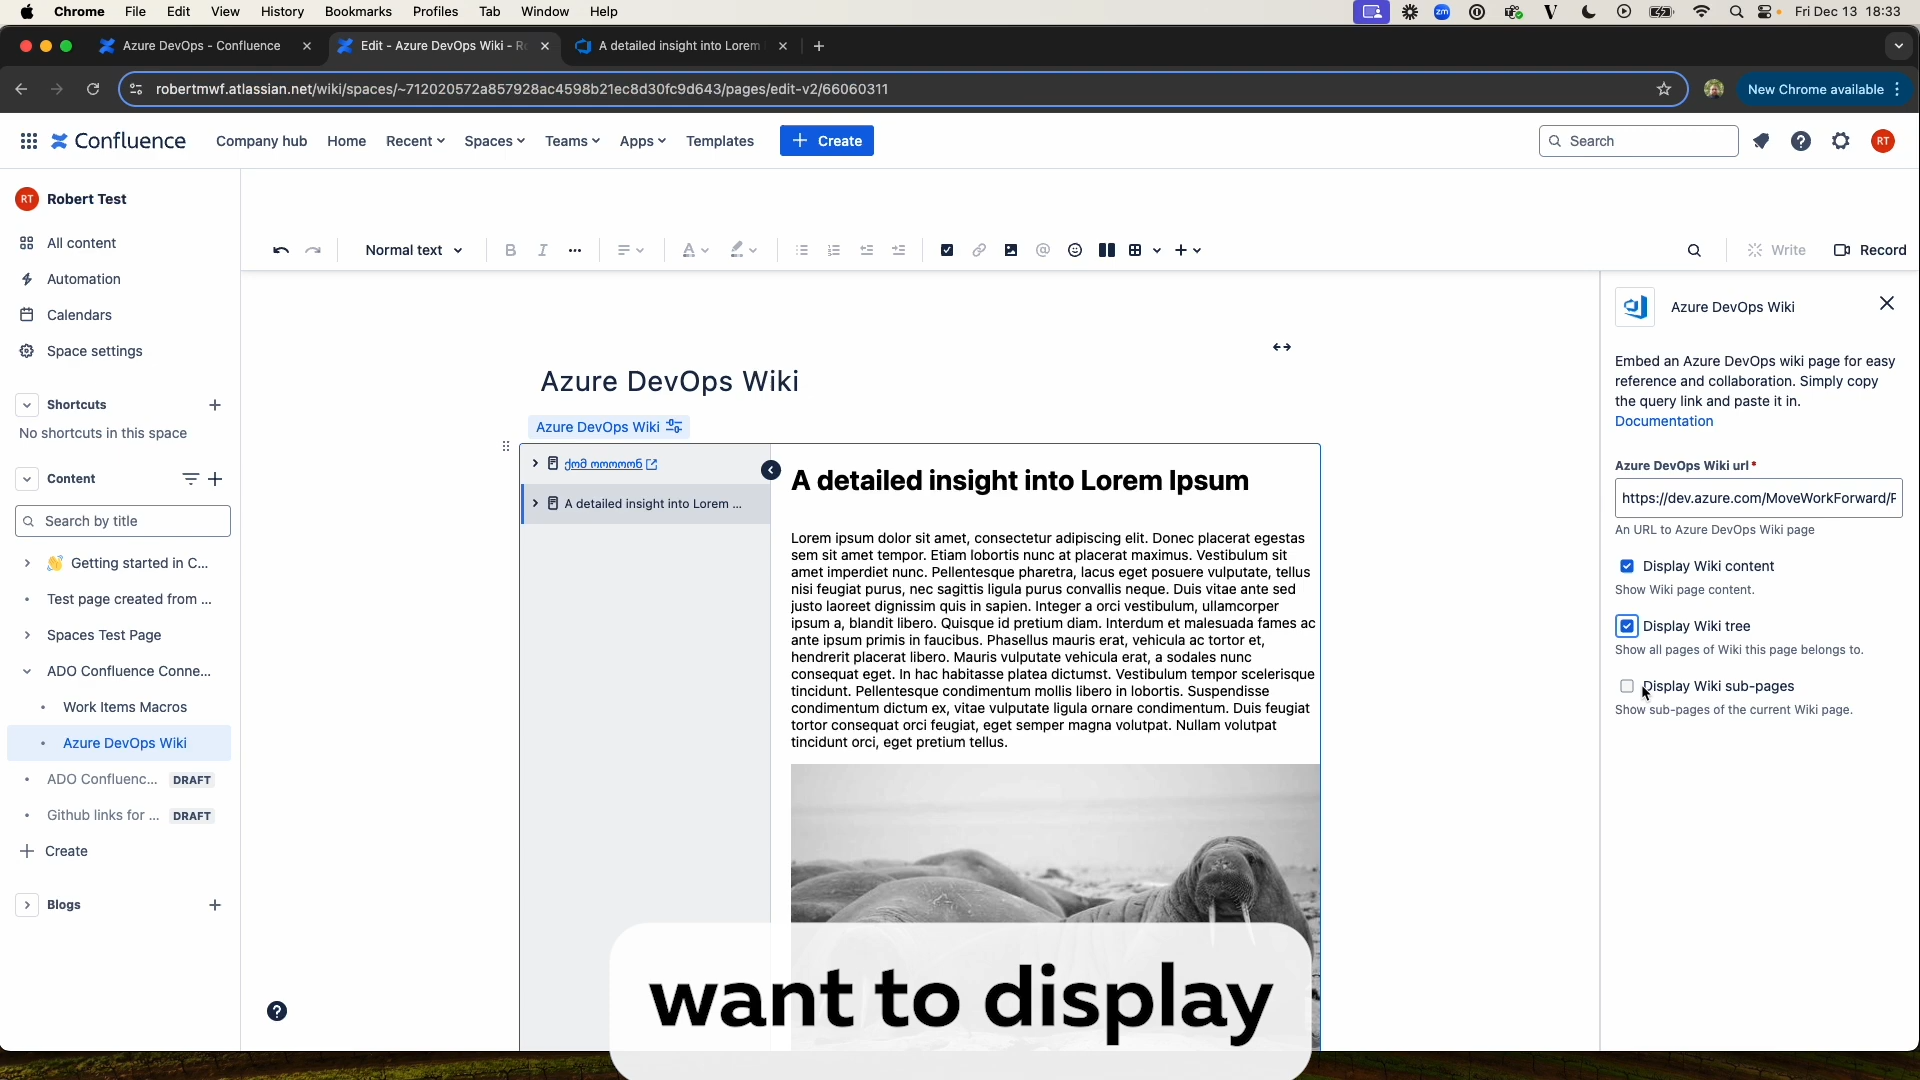 Chrome File Edit View History Bookmarks Profiles Tab Window Help
zm
V
Fri Dec 13 18:33
Azure DevOps - Confluence
Edit - Azure DevOps Wiki - R
A detailed insight into Lorem
robertmwf.atlassian.net/wiki/spaces/~712020572a857928ac4598b21ec8d30fc9d643/pages/edit-v2/66060311
New Chrome available
Confluence
Company hub Home Recent Spaces Teams Apps Templates
Create
Search
RT
RT Robert Test
All content
Automation
Calendars
Space settings
Shortcuts
No shortcuts in this space
Content
Search by title
Getting started in C...
Test page created from ...
Spaces Test Page
ADO Confluence Conne...
Work Items Macros
Azure DevOps Wiki
ADO Confluenc... DRAFT
Github links for ... DRAFT
Create
Blogs
Normal text
B I
A
Write
Record
Azure DevOps Wiki
Azure DevOps Wiki
A detailed insight into Lorem ...
A detailed insight into Lorem Ipsum
Lorem ipsum dolor sit amet, consectetur adipiscing elit. Donec placerat egestas
sem sit amet tempor. Etiam lobortis nunc at placerat maximus. Vestibulum sit
amet imperdiet nunc. Pellentesque pharetra, lacus eget posuere vulputate, tellus
nisi feugiat purus, nec sagittis ligula purus convallis neque. Duis vitae ante sed
justo laoreet dignissim quis in sapien. Integer a orci vestibulum, ullamcorper
ipsum a, blandit libero. Quisque id pretium diam. Interdum et malesuada fames ac
ante ipsum primis in faucibus. Phasellus mauris erat, vehicula ac tortor et,
hendrerit placerat libero. Mauris vulputate vehicula erat, a sodales nunc
consequat eget. In hac habitasse platea dictumst. Vestibulum tempor scelerisque
tincidunt. Pellentesque condimentum mollis libero in lobortis. Suspendisse
condimentum dictum ex, vitae vulputate ligula ornare condimentum. Duis feugiat
tortor consequat orci feugiat, eget semper magna volutpat. Nullam volutpat
tincidunt orci, eget pretium tellus.
Azure DevOps Wiki
Embed an Azure DevOps wiki page for easy
reference and collaboration. Simply copy
the query link and paste it in.
Documentation
Azure DevOps Wiki url*
https://dev.azure.com/MoveWorkForward/
An URL to Azure DevOps Wiki page
Display Wiki content
Show Wiki page content.
Display Wiki tree
Show all pages of Wiki this page belongs to.
Display Wiki sub-pages
Show sub-pages of the current Wiki page.
want to display